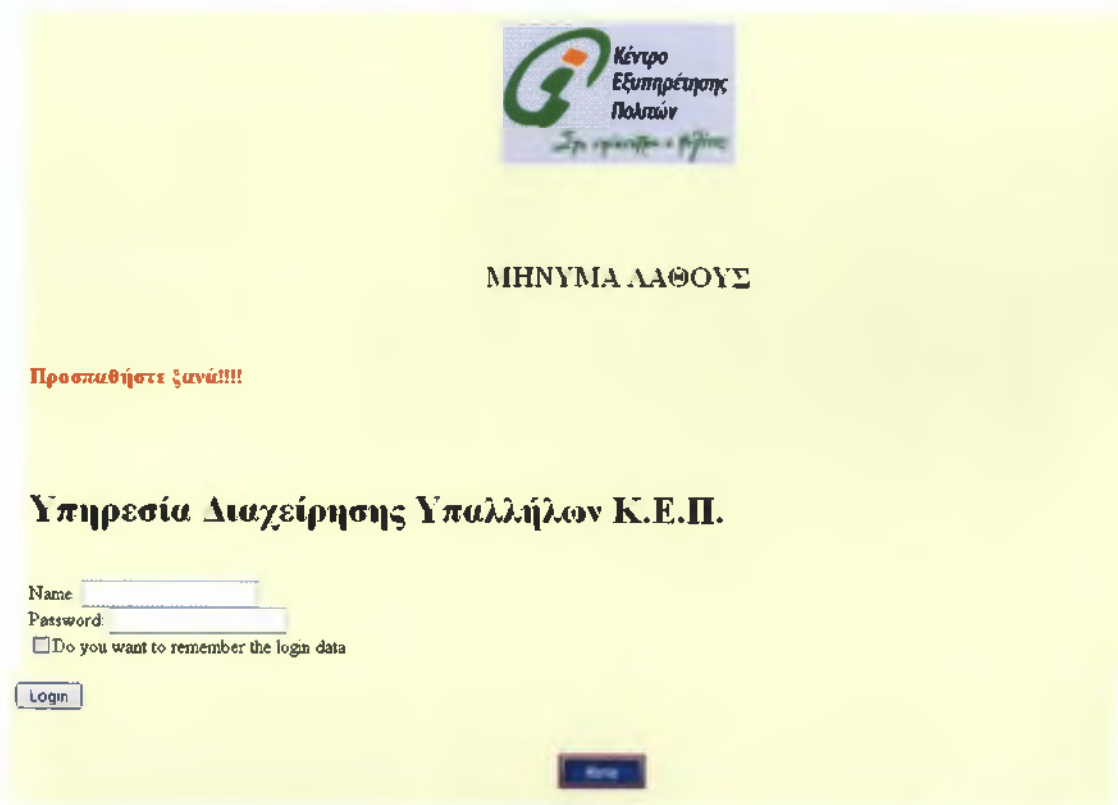 Κέντρο
Εξυπηρέτησης
Πολιτών
ΜΗΝΥΜΑ ΛΑΘΟΥΣ
Προσπαθήστε ξανά!!!!
Υπηρεσία Διαχείρησης Υπαλλήλων Κ.Ε.Π.
Name
Password:
Do you want to remember the login data
Login